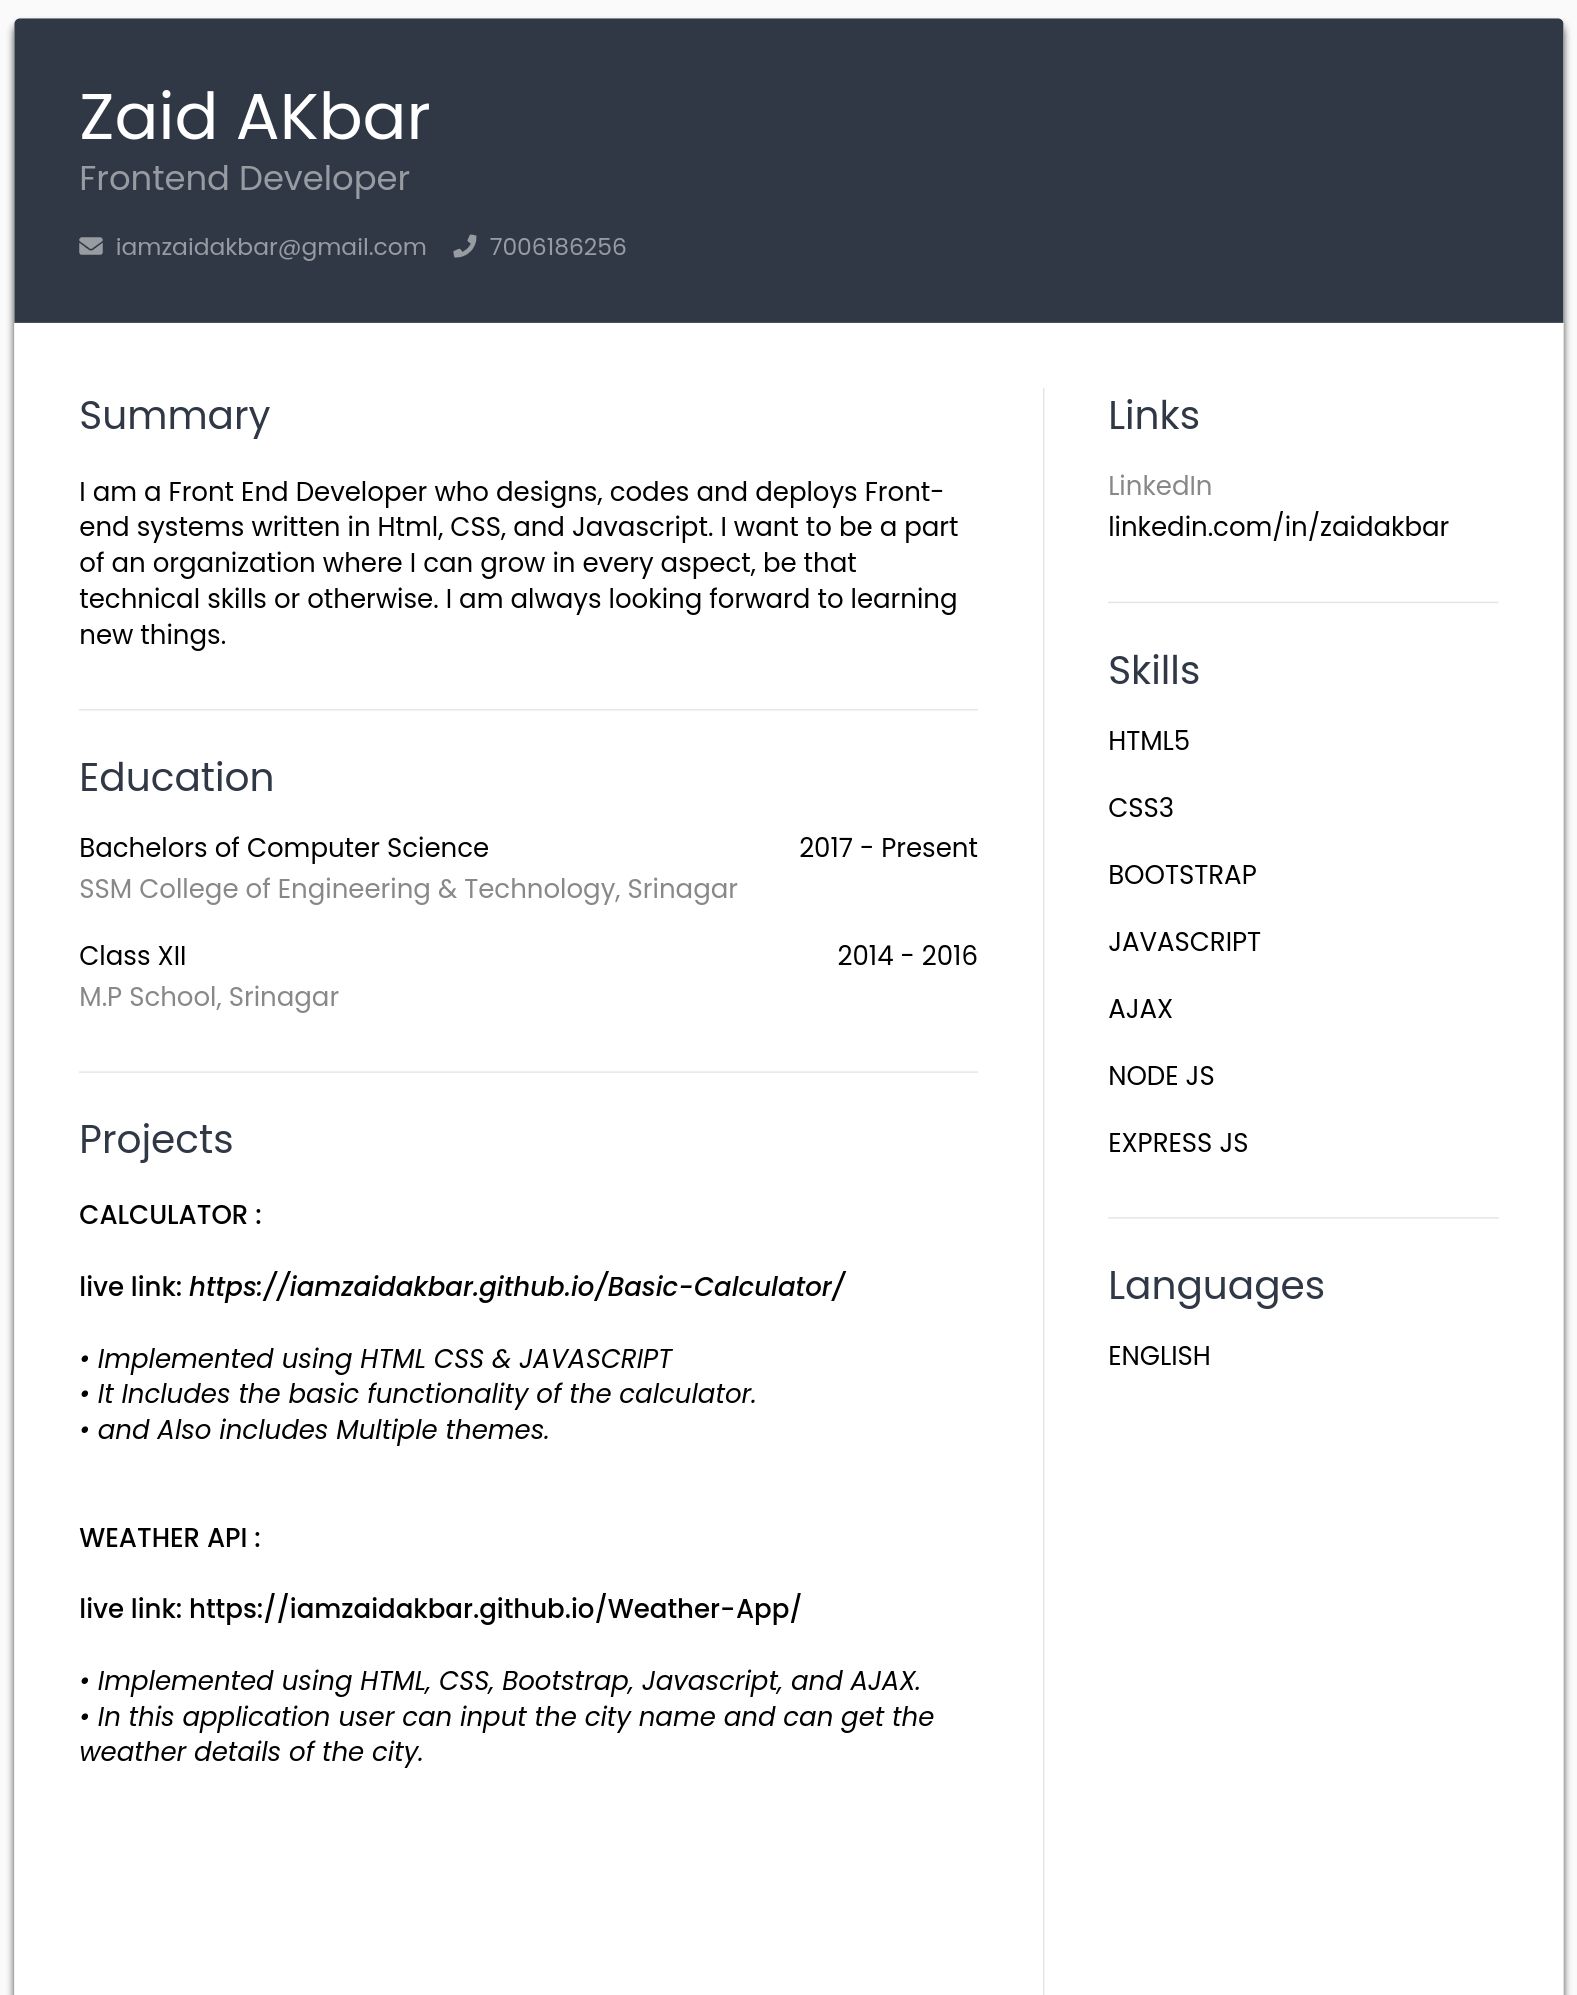 Zaid AKbar
Frontend Developer
iamzaidakbar@gmail.com 7006186256
Summary
I am a Front End Developer who designs, codes and deploys Front-
end systems written in Html, CSS, and Javascript. I want to be a part
of an organization where I can grow in every aspect, be that
technical skills or otherwise. I am always looking forward to learning
new things.
Education
Bachelors of Computer Science 2017 - Present
SSM College of Engineering & Technology, Srinagar
Class XII 2014 - 2016
M.P School, Srinagar
Projects
CALCULATOR :
live link: https://iamzaidakbar.github.io/Basic-Calculator/
• Implemented using HTML CSS & JAVASCRIPT
• It Includes the basic functionality of the calculator.
• and Also includes Multiple themes.
WEATHER API :
live link: https://iamzaidakbar.github.io/Weather-App/
• Implemented using HTML, CSS, Bootstrap, Javascript, and AJAX.
• In this application user can input the city name and can get the
weather details of the city.
Links
LinkedIn
linkedin.com/in/zaidakbar
Skills
HTML5
CSS3
BOOTSTRAP
JAVASCRIPT
AJAX
NODE JS
EXPRESS JS
Languages
ENGLISH